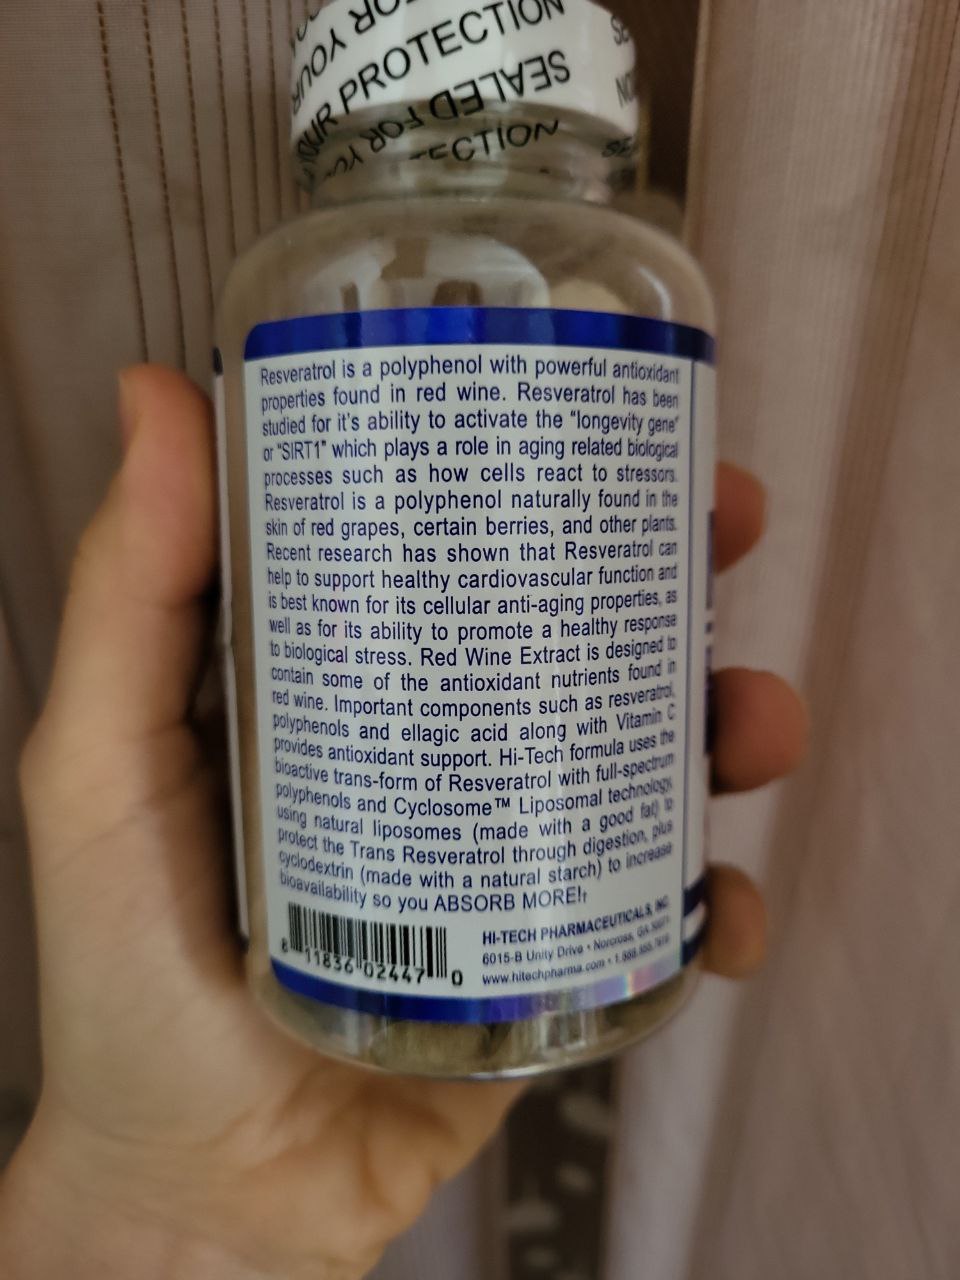 FOR YOUR
YOUR PROTECTION
SEALED FOR YOU
Resveratrol is a polyphenol with powerful antioxidant
properties found in red wine. Resveratrol has been
studied for it's ability to activate the "longevity gene"
or "SIRT1" which plays a role in aging related biological
processes such as how cells react to stressors.
Resveratrol is a polyphenol naturally found in the
skin of red grapes, certain berries, and other plants.
Recent research has shown that Resveratrol can
help to support healthy cardiovascular function and
is best known for its cellular anti-aging properties, as
well as for its ability to promote a healthy response
to biological stress. Red Wine Extract is designed to
contain some of the antioxidant nutrients found in
red wine. Important components such as resveratrol,
polyphenols and ellagic acid along with Vitamin C
provides antioxidant support. Hi-Tech formula uses the
bioactive trans-form of Resveratrol with full-spectrum
polyphenols and Cyclosome™ Liposomal technology,
using natural liposomes (made with a good fat) to
protect the Trans Resveratrol through digestion, plus
cyclodextrin (made with a natural starch) to increase
bioavailability so you ABSORB MORE!†
8 11836 02447 0
HI-TECH PHARMACEUTICALS, INC.
6015-B Unity Drive • Norcross, GA
www.hitechpharma.com • 1.888.